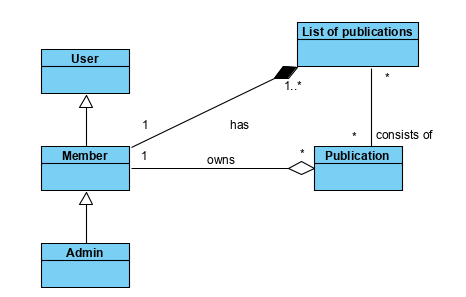 List of publications
User
1..*
*
1
has
*
consists of
Member
1
owns
*
Publication
Admin